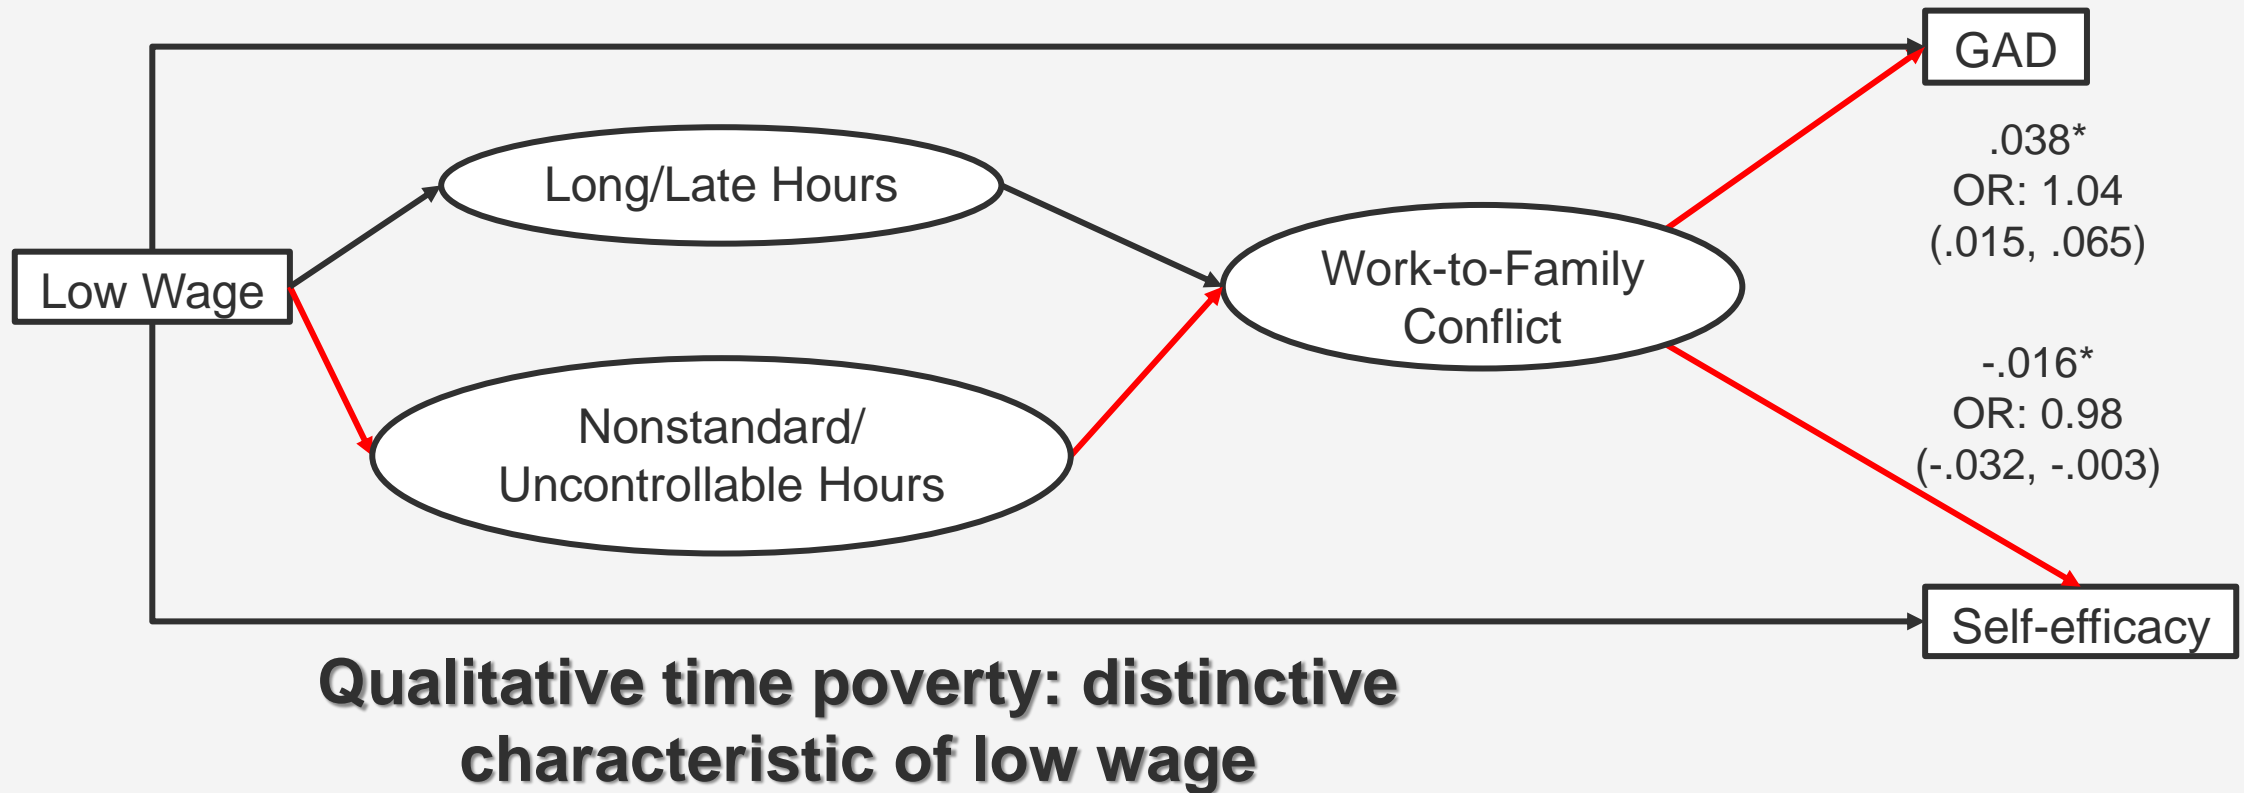 GAD
.038*
OR: 1.04
(.015, .065)
Long/Late Hours
Low Wage
Work-to-Family
Conflict
Nonstandard/
Uncontrollable Hours
-.016*
OR: 0.98
(-.032, -.003)
Self-efficacy
Qualitative time poverty: distinctive
characteristic of low wage